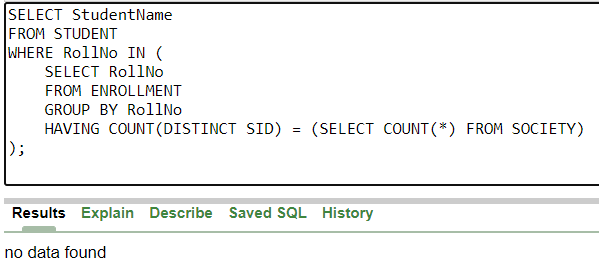 SELECT StudentName
FROM STUDENT
WHERE RollNo IN (
    SELECT RollNo
    FROM ENROLLMENT
    GROUP BY RollNo
    HAVING COUNT(DISTINCT SID) = (SELECT COUNT(*) FROM SOCIETY)
);
Results Explain Describe Saved SQL History
no data found